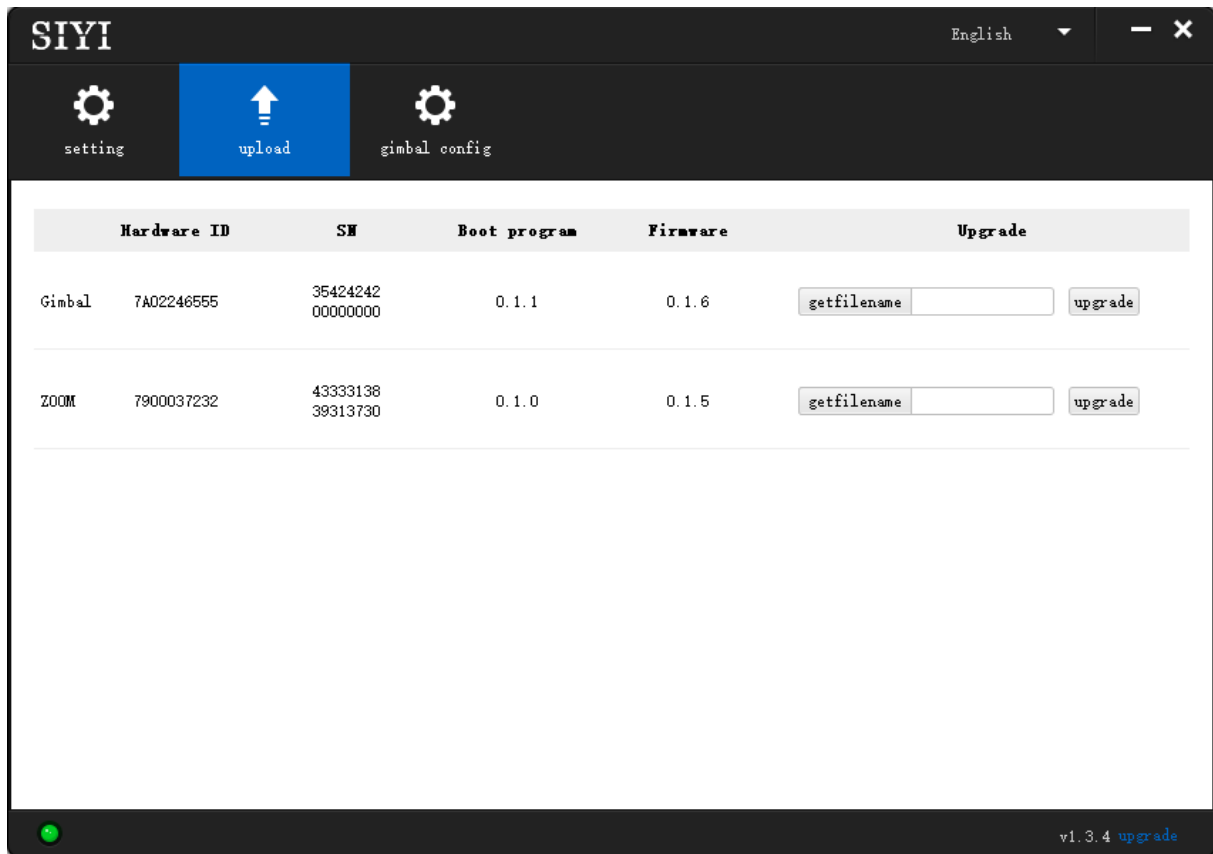 SIYI
English
setting
upload
gimbal config
Hardware ID SN Boot program Firmware Upgrade
Gimbal 7A02246555 35424242 0.1.1 0.1.6 getfilename upgrade
00000000
ZOOM 7900037232 43333138 0.1.0 0.1.5 getfilename upgrade
39313730
v1.3.4 upgrade